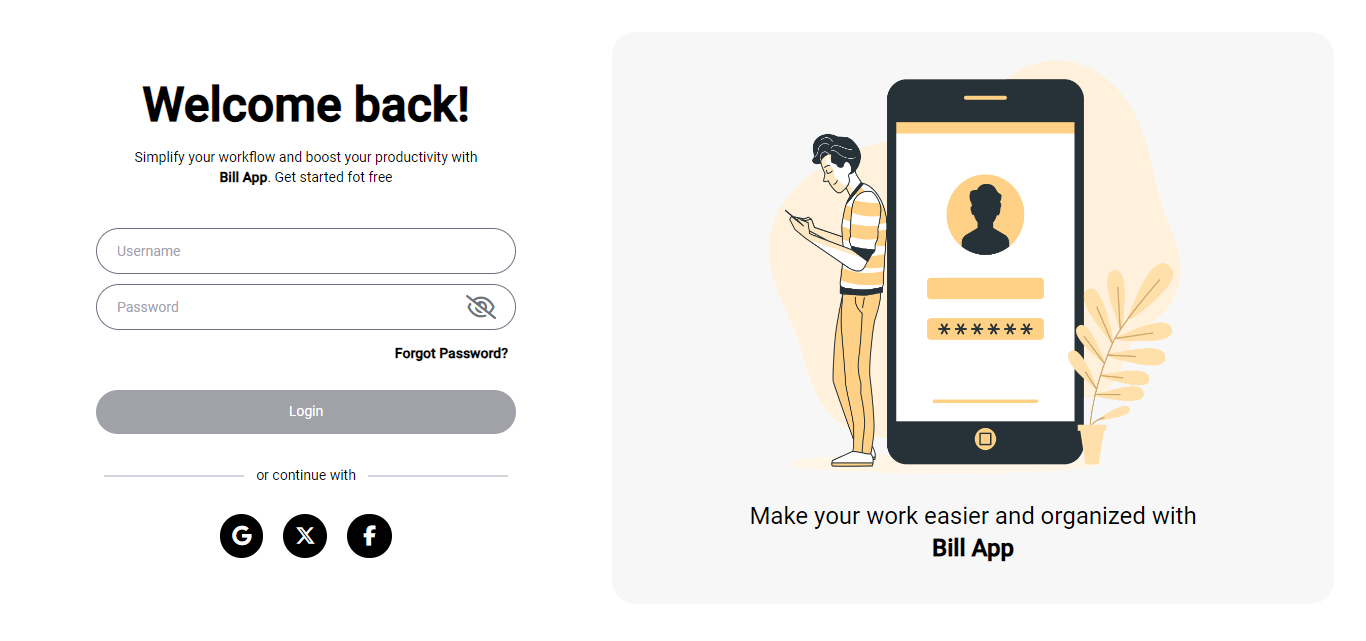 Welcome back!
Simplify your workflow and boost your productivity with
Bill App. Get started fot free
Username
Password
Forgot Password?
Login
or continue with
G X f
******
Make your work easier and organized with
Bill App